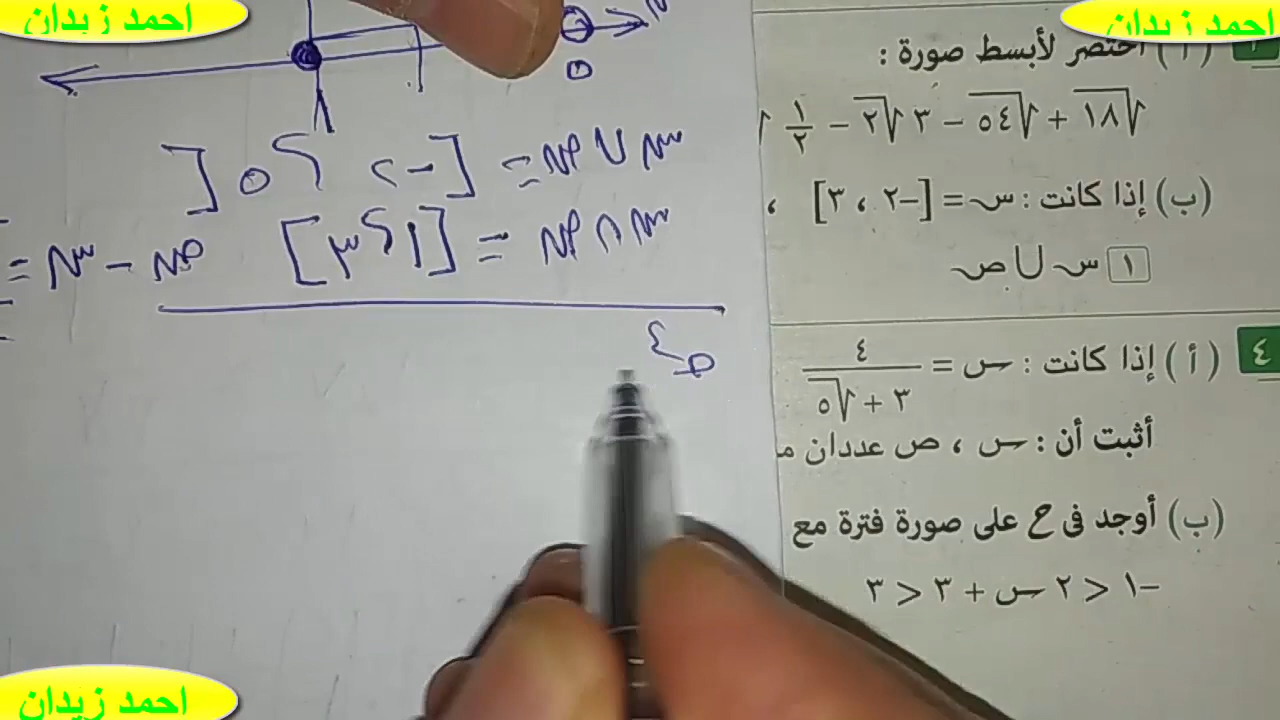 احمد زيدان
احمد زيدان
(أ) اختصر لأبسط صورة :
√١٨ + √٥٤ − ٣√٢ − ١/٢ √
(ب) إذا كانت : س = [−٢ ، ٣] ،
١ س ∪ ص
٤ (أ) إذا كانت : س = ٤/(٣ + √٥)
أثبت أن : س ، ص عددان
(ب) أوجد فى ح على صورة فترة مع
−١ < ٢ س + ٣ < ٣
س ∪ ص = [−٢ ، ٥[
س ∩ ص = [١ ، ٣]
ص − س =
احمد زيدان